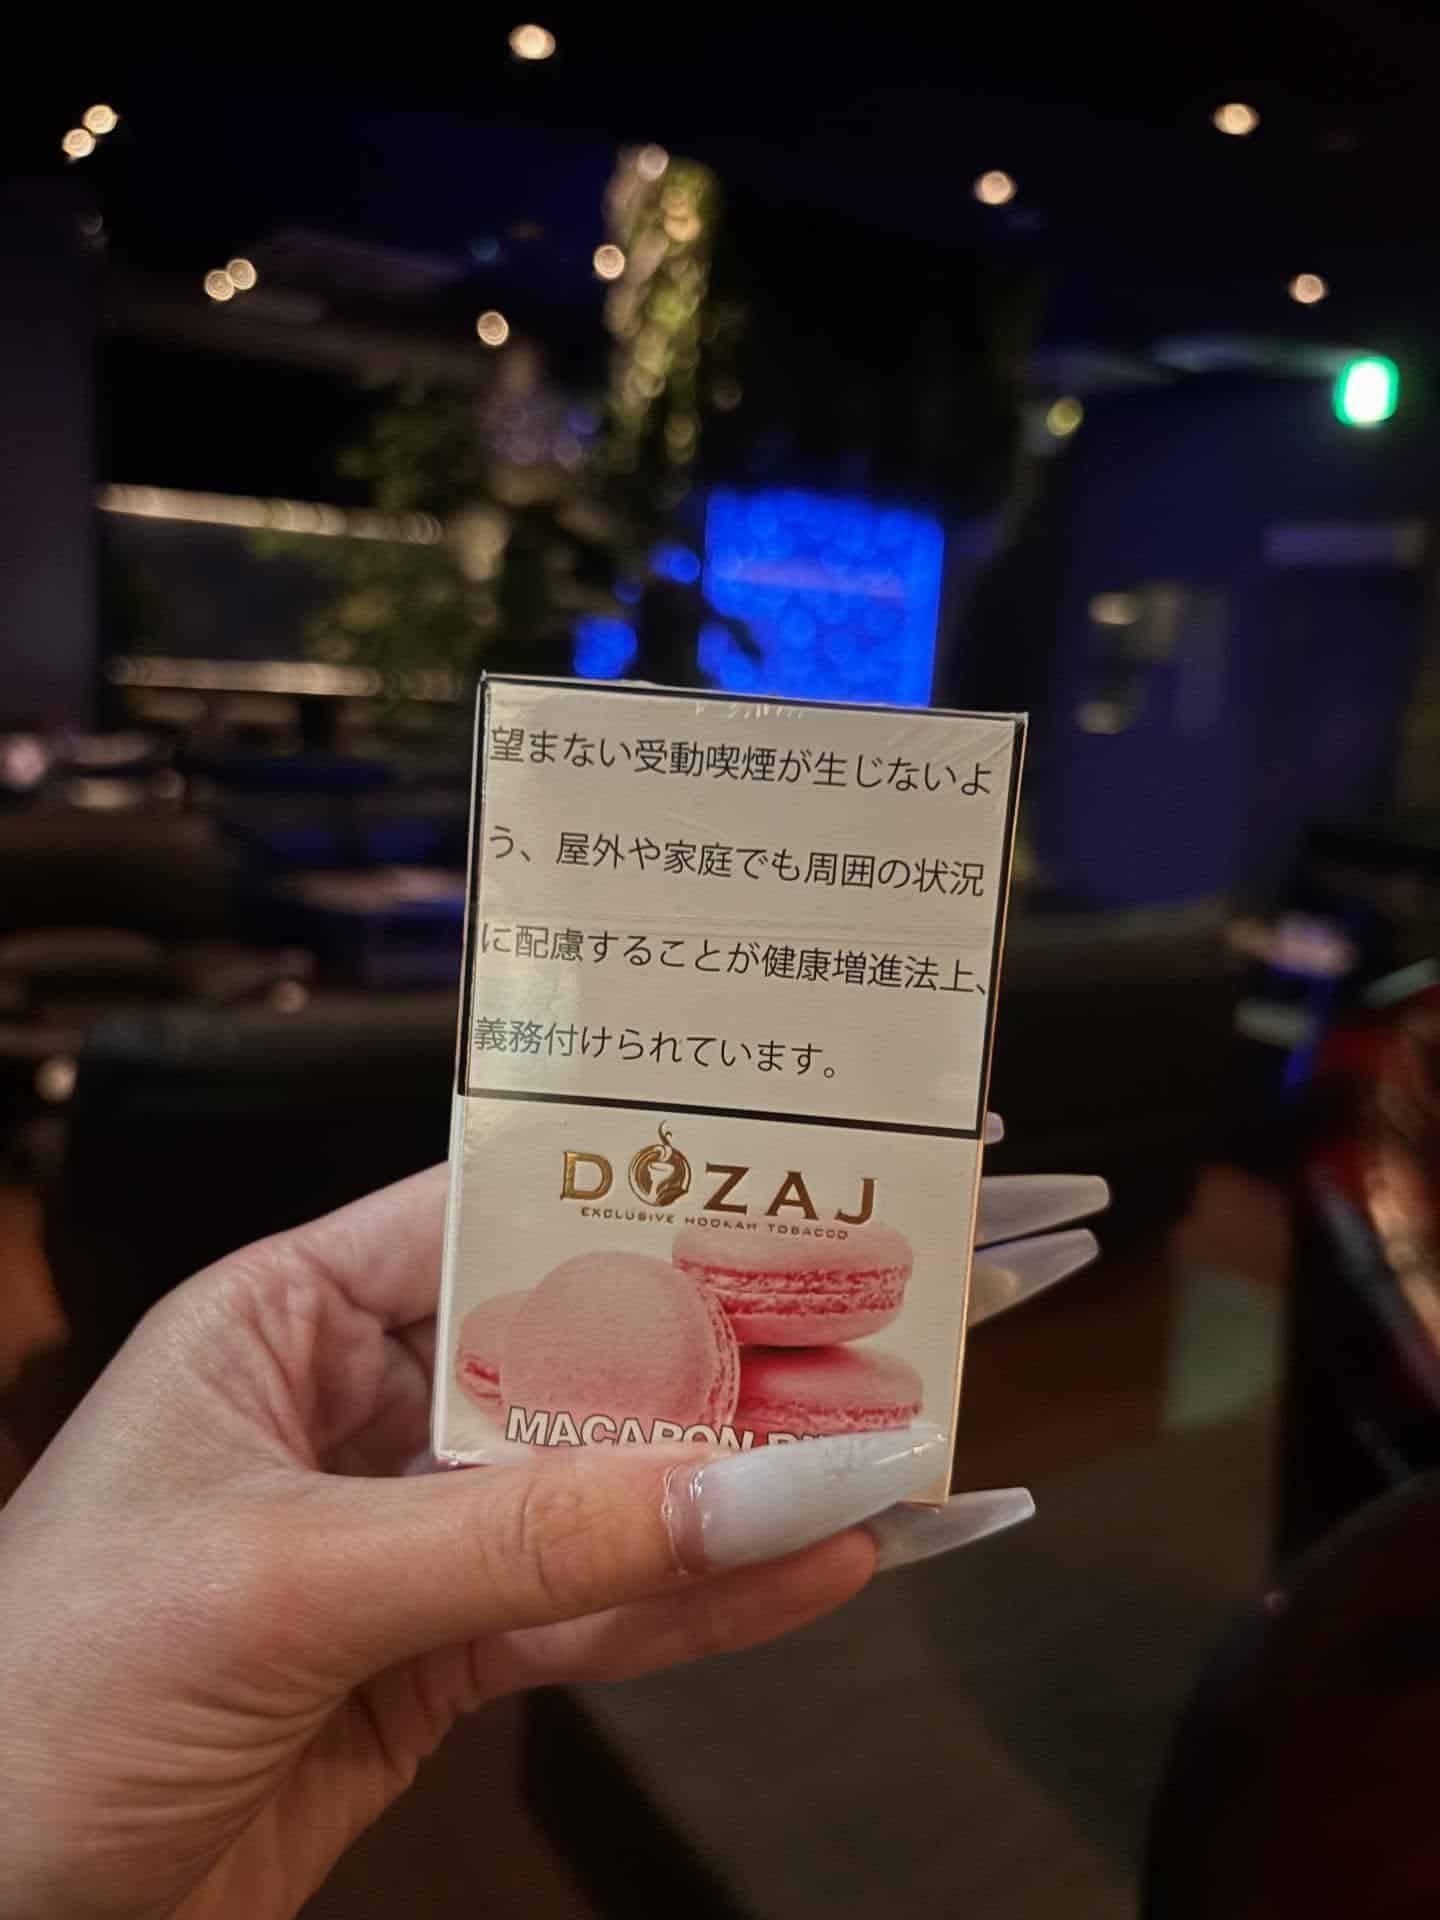 望まない受動喫煙が生じないよ
う、屋外や家庭でも周囲の状況
に配慮することが健康増進法上、
義務付けられています。
DOZAJ
EXCLUSIVE HOOKAH TOBACCO
MACARON